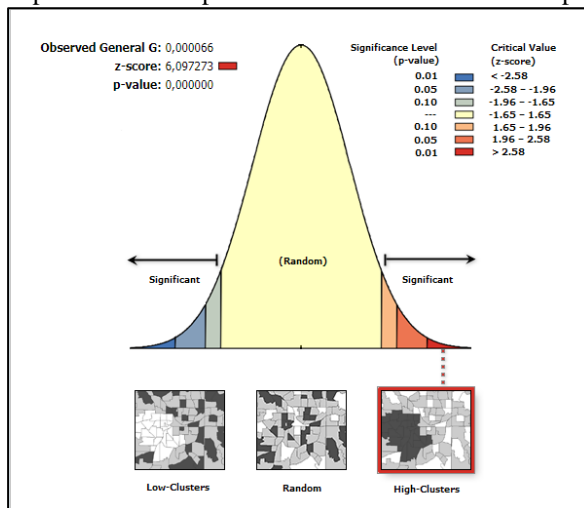 Observed General G: 0,000066
z-score: 6,097273
p-value: 0,000000
Significance Level
(p-value)
Critical Value
(z-score)
0.01 < -2.58
0.05 -2.58 – -1.96
0.10 -1.96 – -1.65
--- -1.65 – 1.65
0.10 1.65 – 1.96
0.05 1.96 – 2.58
0.01 > 2.58
Significant
(Random)
Significant
Low-Clusters
Random
High-Clusters